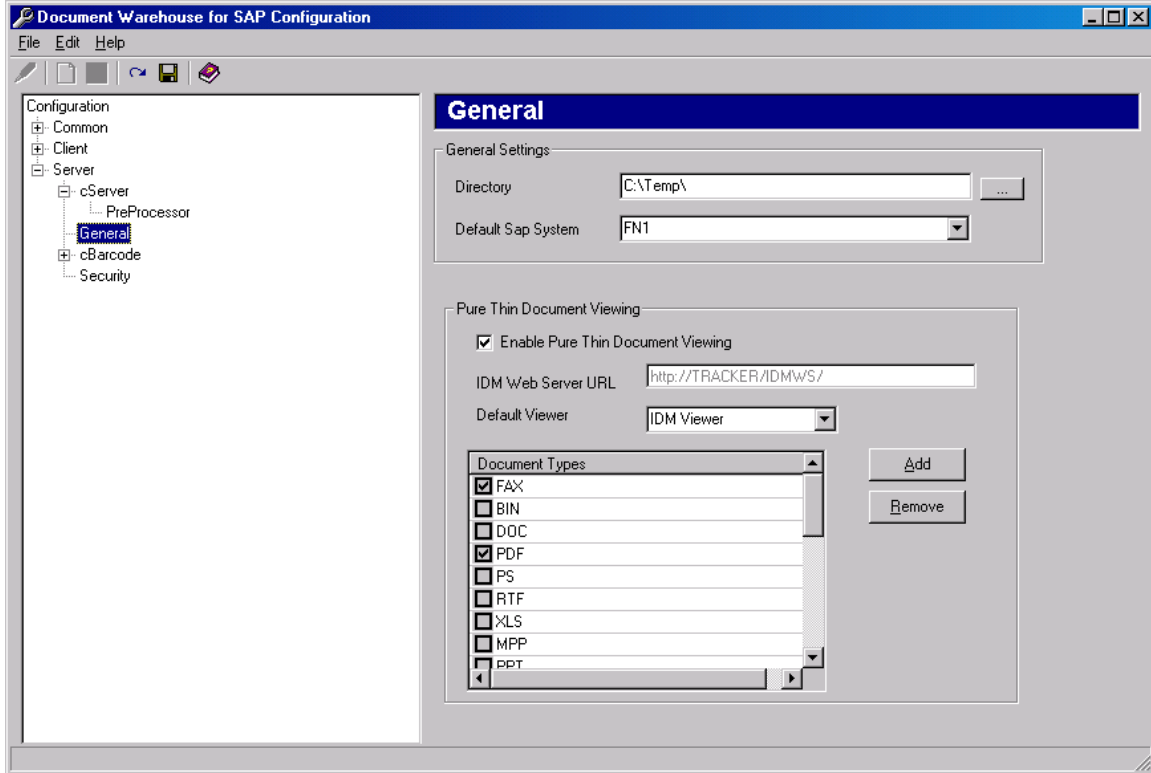 Document Warehouse for SAP Configuration
File Edit Help
Configuration
Common
Client
Server
cServer
PreProcessor
General
cBarcode
Security
General
General Settings
Directory C:\Temp\ ...
Default Sap System FN1
Pure Thin Document Viewing
Enable Pure Thin Document Viewing
IDM Web Server URL http://TRACKER/IDMWS/
Default Viewer IDM Viewer
Document Types
FAX
BIN
DOC
PDF
PS
RTF
XLS
MPP
PPT
Add
Remove